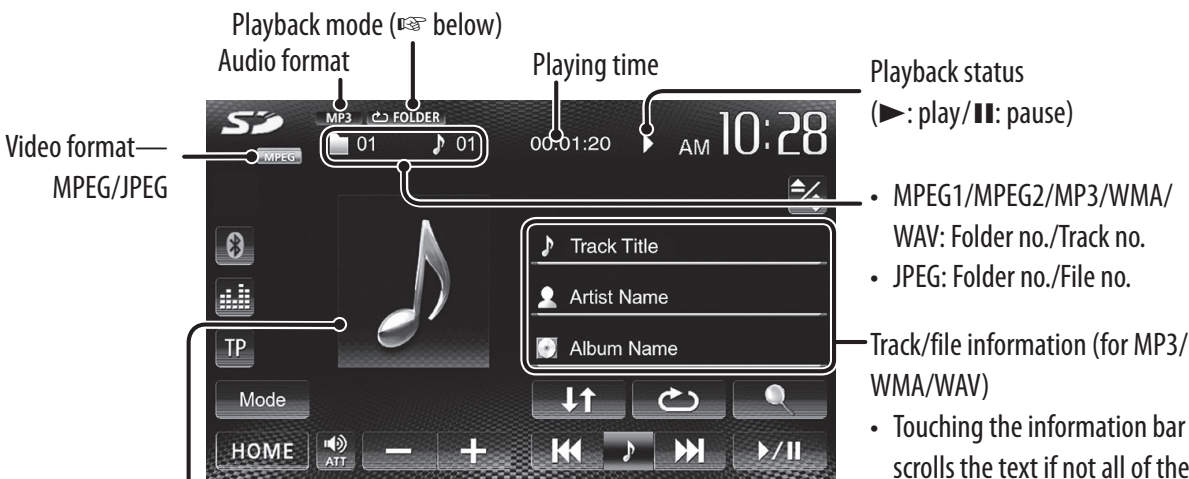 Playback mode (☞ below)
Audio format
Playing time
Playback status
(►: play/II: pause)
Video format—
MPEG/JPEG
SD
MP3
FOLDER
MPEG
01
01
00:01:20
AM 10:28
• MPEG1/MPEG2/MP3/WMA/
WAV: Folder no./Track no.
• JPEG: Folder no./File no.
Track Title
Artist Name
Album Name
TP
Track/file information (for MP3/
WMA/WAV)
• Touching the information bar
scrolls the text if not all of the
Mode
HOME
ATT